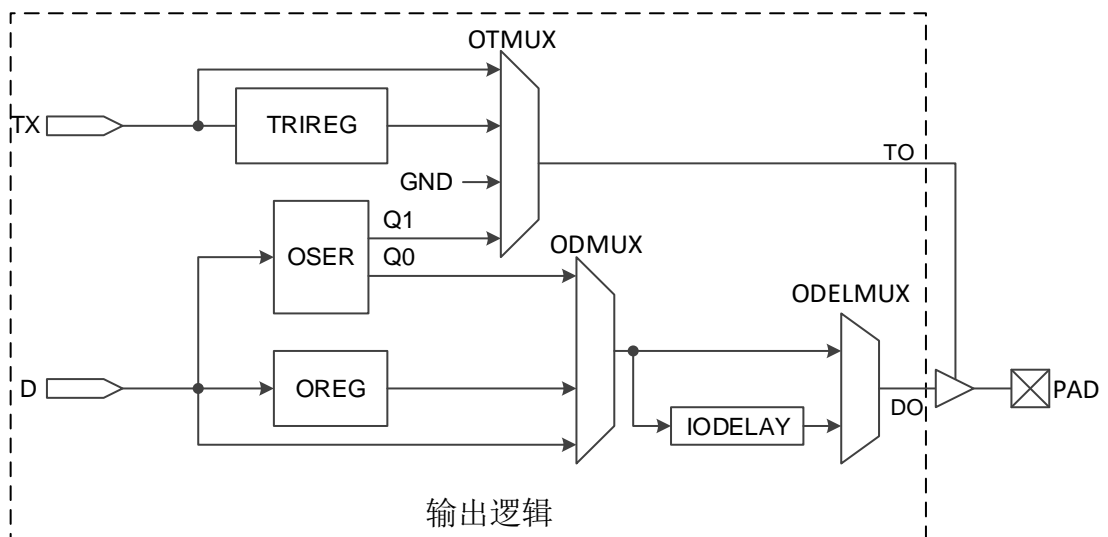 OTMUX
TX
TRIREG
TO
GND
Q1
OSER
Q0
ODMUX
ODELMUX
D
OREG
PAD
DO
IODELAY
输出逻辑